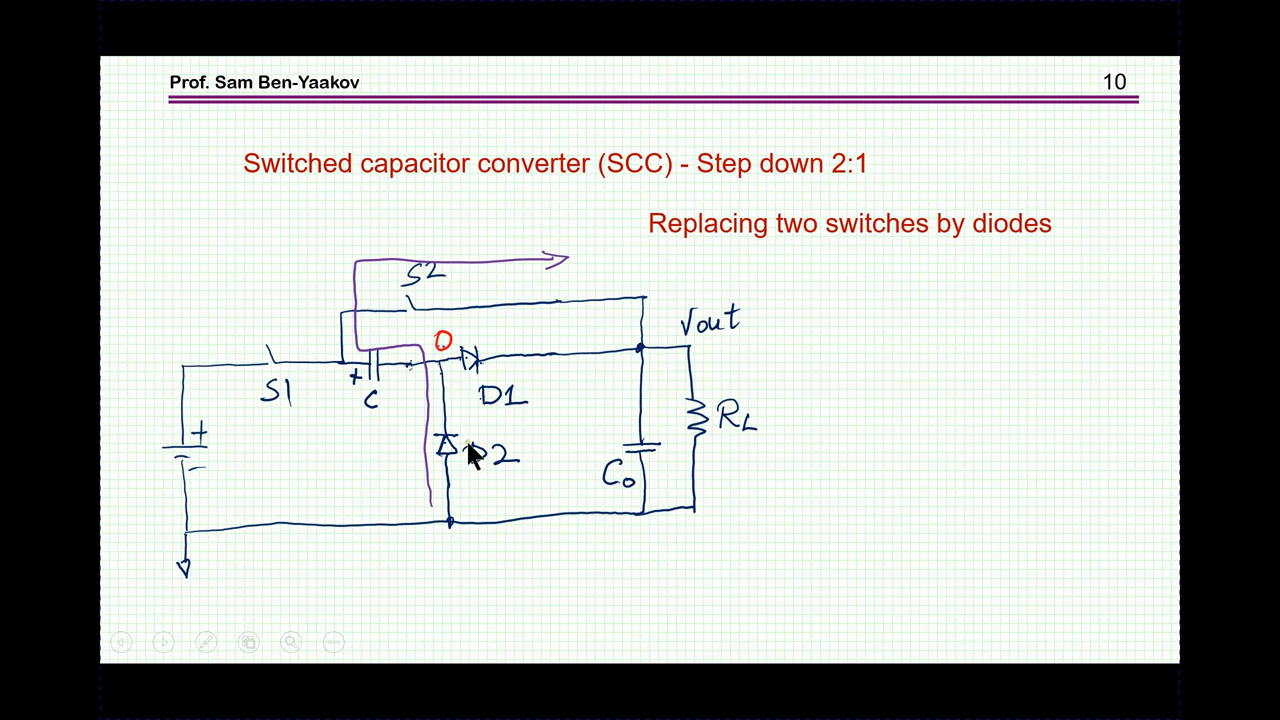 Prof. Sam Ben-Yaakov
10
Switched capacitor converter (SCC) - Step down 2:1
Replacing two switches by diodes
S2
Vout
O
+
S1
C
D1
RL
+
-
D2
Co